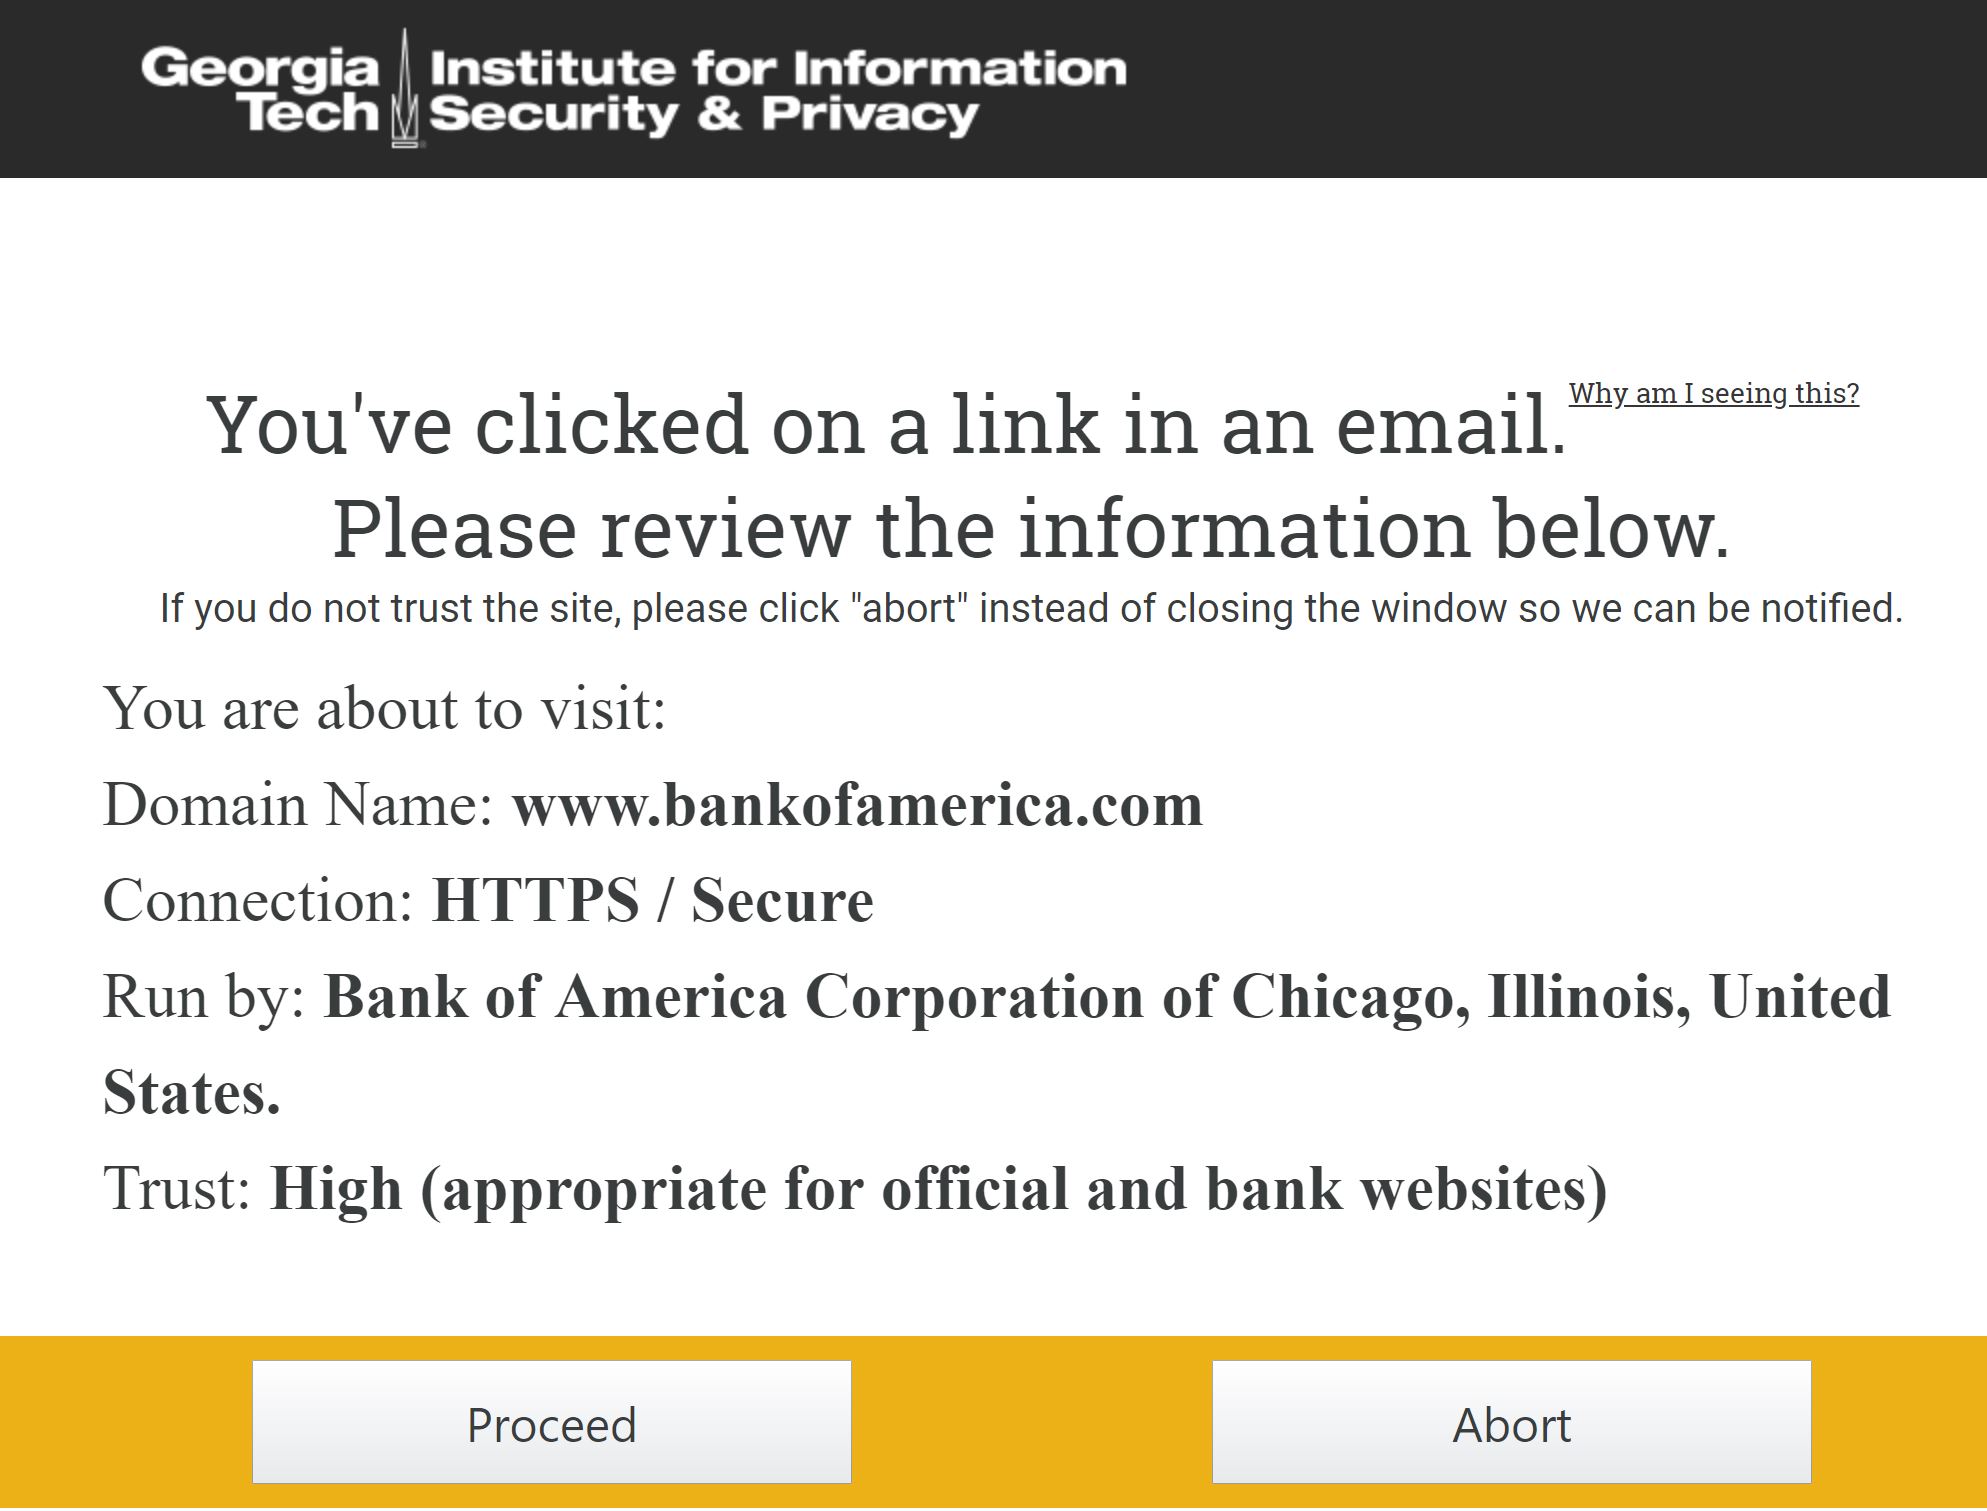 Georgia Tech Institute for Information
Security & Privacy
You've clicked on a link in an email. Why am I seeing this?
Please review the information below.
If you do not trust the site, please click "abort" instead of closing the window so we can be notified.
You are about to visit:
Domain Name: www.bankofamerica.com
Connection: HTTPS / Secure
Run by: Bank of America Corporation of Chicago, Illinois, United
States.
Trust: High (appropriate for official and bank websites)
Proceed
Abort